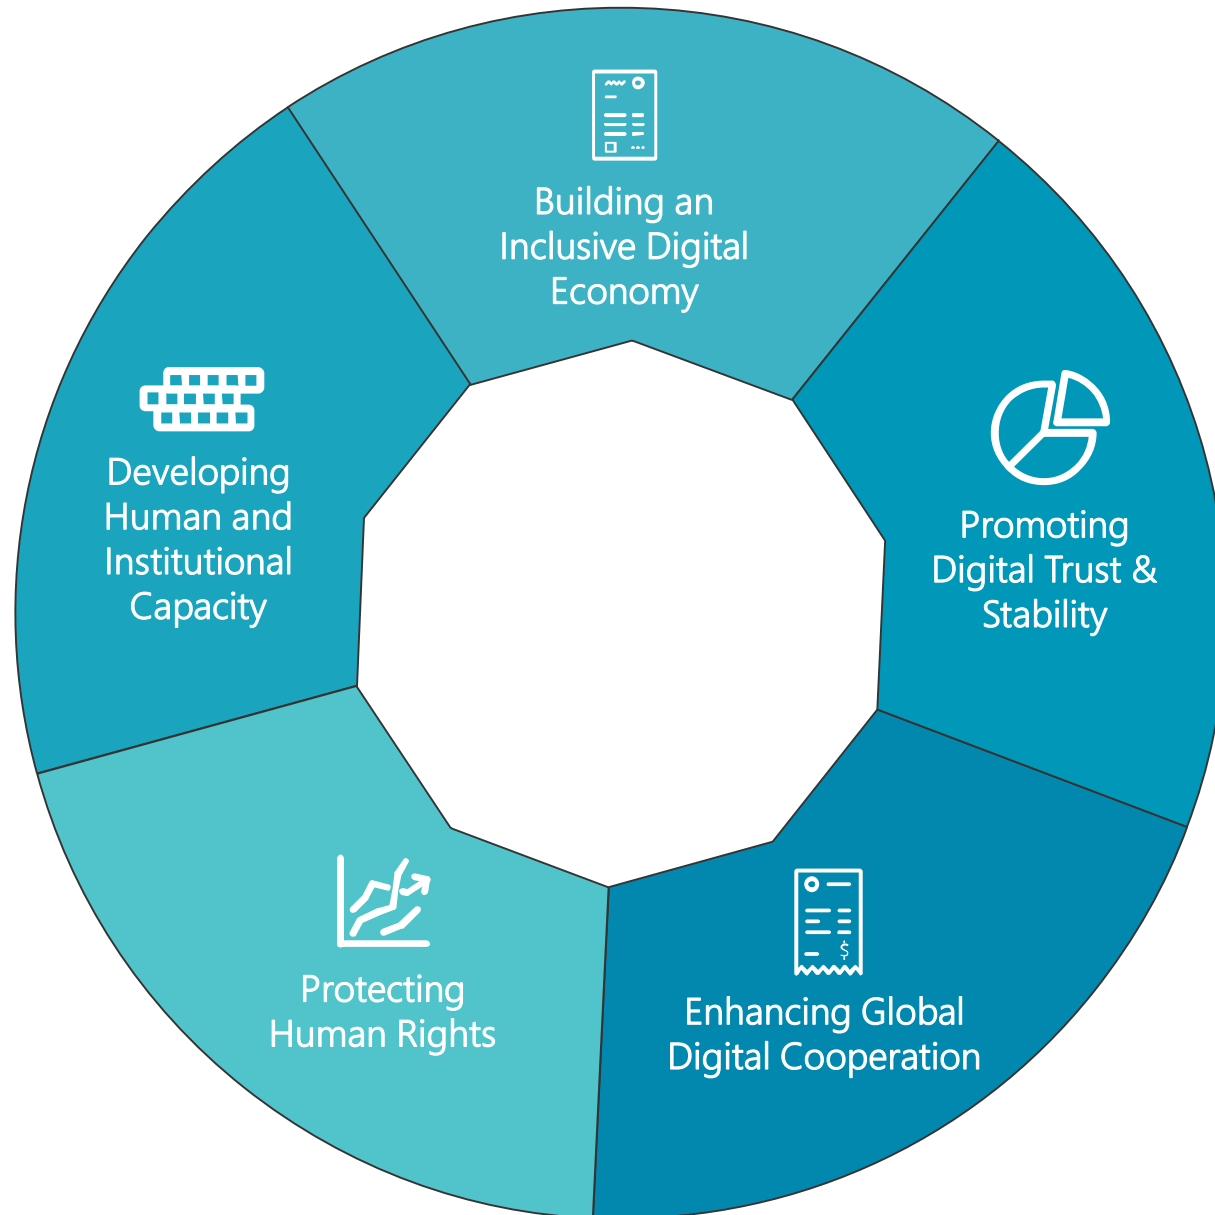 Building an
Inclusive Digital
Economy
Promoting
Digital Trust &
Stability
$
Enhancing Global
Digital Cooperation
Protecting
Human Rights
Developing
Human and
Institutional
Capacity